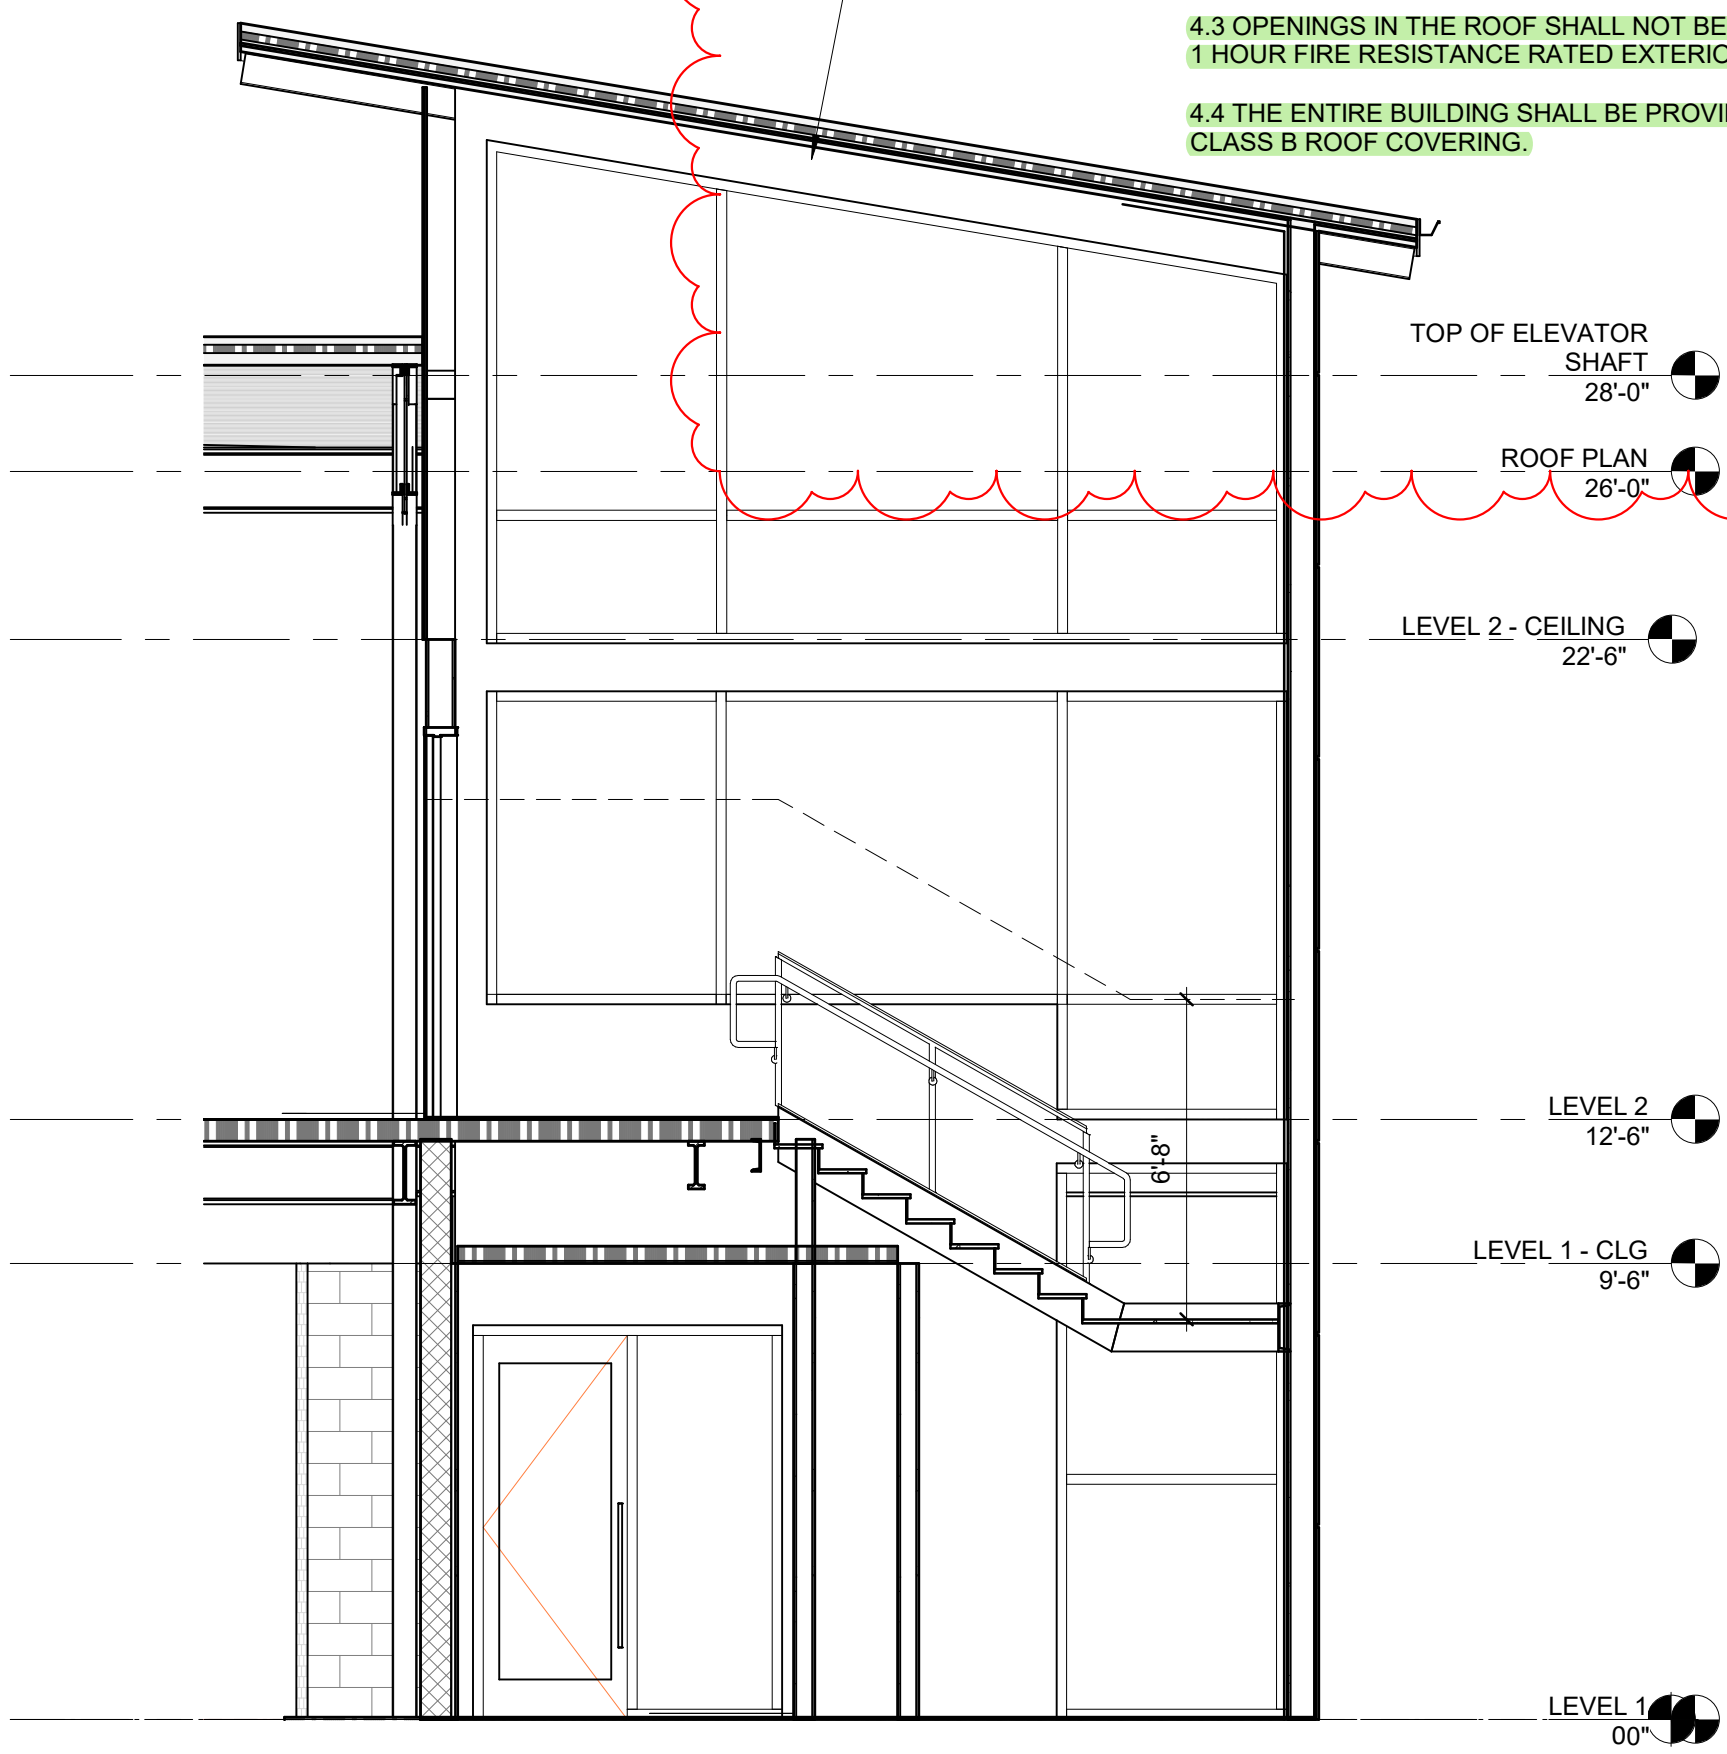 4.3 OPENINGS IN THE ROOF SHALL NOT BE
1 HOUR FIRE RESISTANCE RATED
4.4 THE ENTIRE BUILDING SHALL BE
CLASS B ROOF COVERING.
TOP OF ELEVATOR
SHAFT
28'-0"
ROOF PLAN
26'-0"
LEVEL 2 - CEILING
22'-6"
LEVEL 2
12'-6"
6'-8"
LEVEL 1 - CLG
9'-6"
LEVEL 1
00"